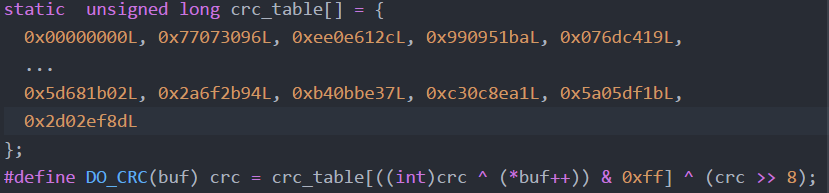 static  unsigned long crc_table[] = {
  0x00000000L, 0x77073096L, 0xee0e612cL, 0x990951baL, 0x076dc419L,
  ...
  0x5d681b02L, 0x2a6f2b94L, 0xb40bbe37L, 0xc30c8ea1L, 0x5a05df1bL,
  0x2d02ef8dL
};
#define DO_CRC(buf) crc = crc_table[((int)crc ^ (*buf++)) & 0xff] ^ (crc >> 8);